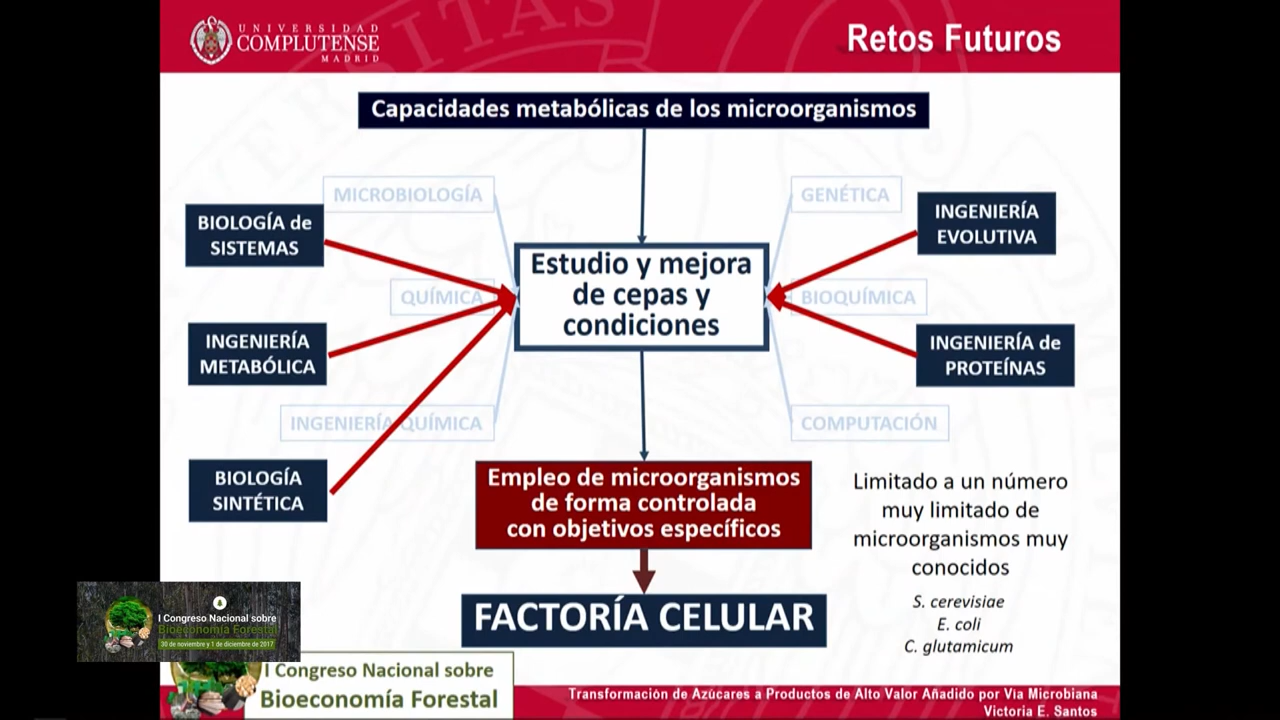 UNIVERSIDAD
COMPLUTENSE
MADRID
Retos Futuros
Capacidades metabólicas de los microorganismos
MICROBIOLOGÍA
GENÉTICA
BIOLOGÍA de
SISTEMAS
INGENIERÍA
EVOLUTIVA
Estudio y mejora
de cepas y
condiciones
QUÍMICA
BIOQUÍMICA
INGENIERÍA
METABÓLICA
INGENIERÍA de
PROTEÍNAS
INGENIERÍA QUÍMICA
COMPUTACIÓN
BIOLOGÍA
SINTÉTICA
Empleo de microorganismos
de forma controlada
con objetivos específicos
Limitado a un número
muy limitado de
microorganismos muy
conocidos
FACTORÍA CELULAR
S. cerevisiae
E. coli
C. glutamicum
I Congreso Nacional sobre
Bioeconomía Forestal
30 de noviembre y 1 de diciembre de 2017
I Congreso Nacional sobre
Bioeconomía Forestal
Transformación de Azúcares a Productos de Alto Valor Añadido por Vía Microbiana
Victoria E. Santos